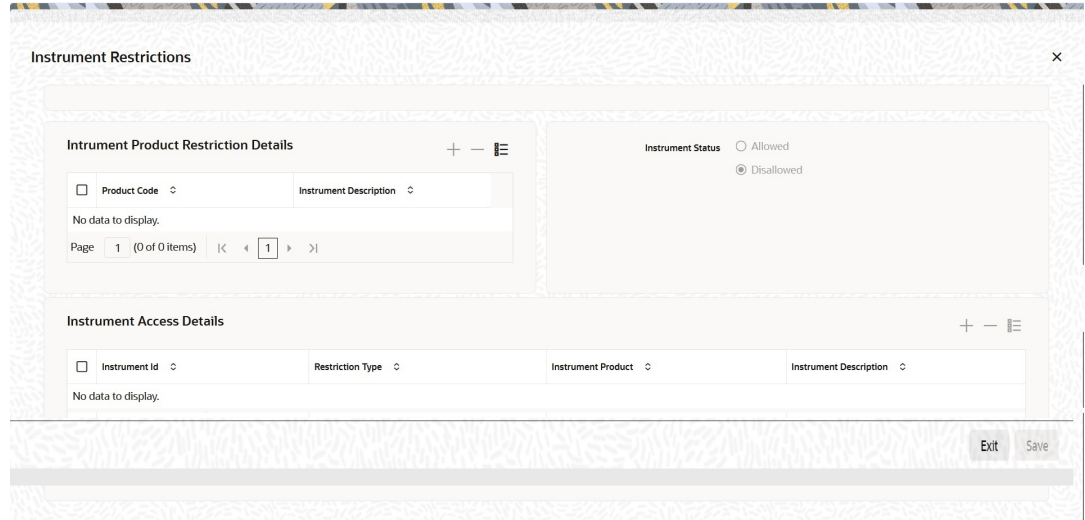 Instrument Restrictions
Intrument Product Restriction Details
Instrument Status
Allowed
Disallowed
Product Code
Instrument Description
No data to display.
Page 1 (0 of 0 items) 1
Instrument Access Details
Instrument Id
Restriction Type
Instrument Product
Instrument Description
No data to display.
Exit
Save